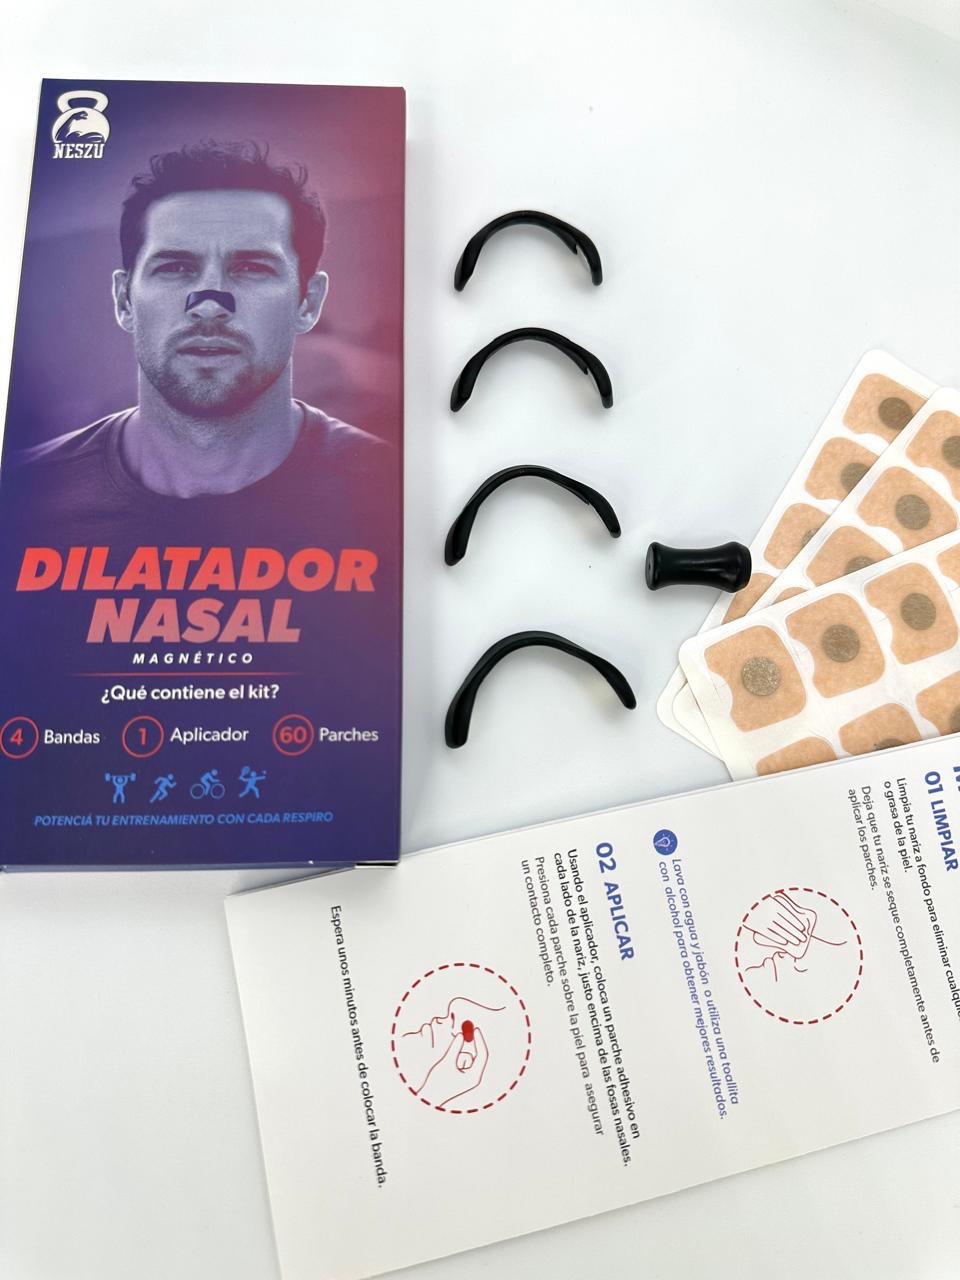 NESZU
DILATADOR
NASAL
MAGNÉTICO
¿Qué contiene el kit?
4 Bandas 1 Aplicador 60 Parches
POTENCIÁ TU ENTRENAMIENTO CON CADA RESPIRO
01 LIMPIAR
Limpia tu nariz a fondo para eliminar
o grasa de la piel.
Deja que tu nariz se seque completamente antes de
aplicar los parches.
Lava con agua y jabón o utiliza una toallita
con alcohol para obtener mejores resultados.
02 APLICAR
Usando el aplicador, coloca un parche adhesivo en
cada lado de la nariz, justo encima de las fosas nasales.
Presiona cada parche sobre la piel para asegurar
un contacto completo.
Espera unos minutos antes de colocar la banda.